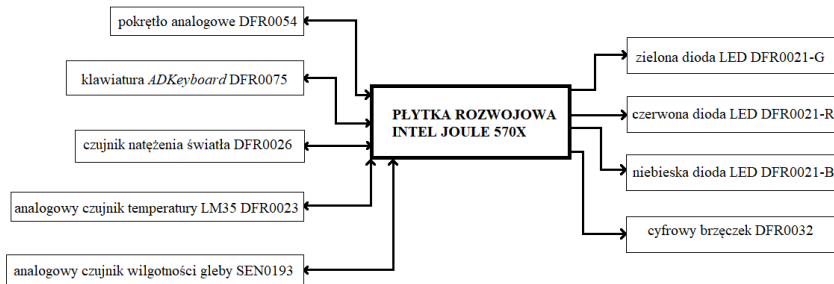 pokrętło analogowe DFR0054
klawiatura ADKeyboard DFR0075
czujnik natężenia światła DFR0026
analogowy czujnik temperatury LM35 DFR0023
analogowy czujnik wilgotności gleby SEN0193
PŁYTKA ROZWOJOWA
INTEL JOULE 570X
zielona dioda LED DFR0021-G
czerwona dioda LED DFR0021-R
niebieska dioda LED DFR0021-B
cyfrowy brzęczek DFR0032